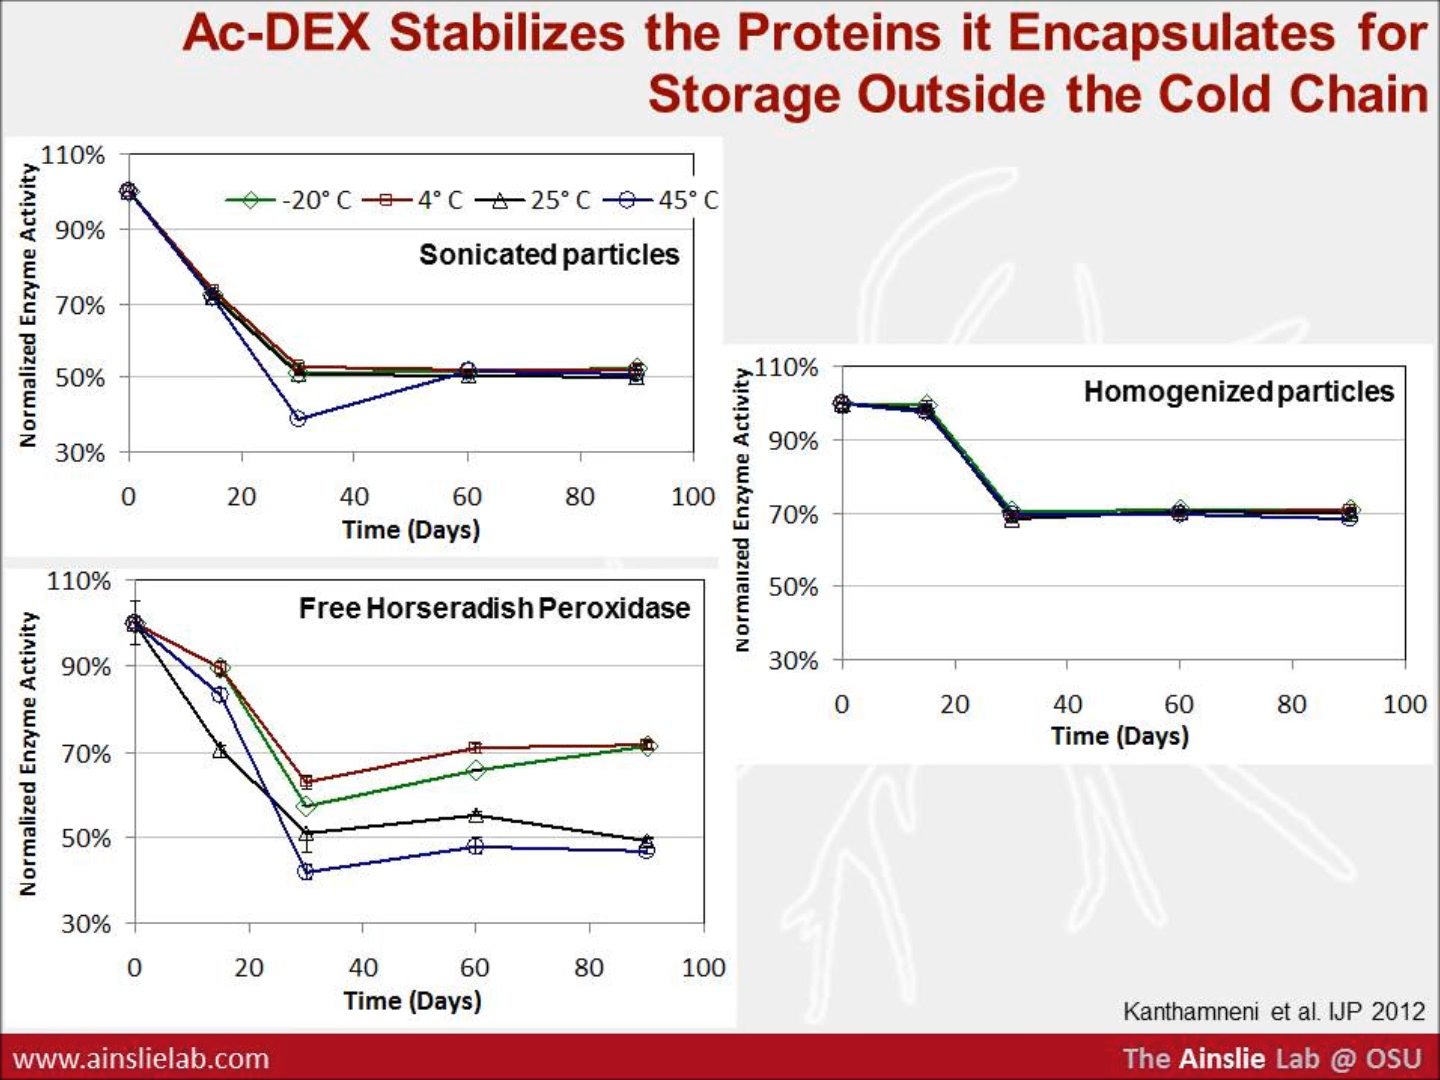 Ac-DEX Stabilizes the Proteins it Encapsulates for
Storage Outside the Cold Chain
Normalized Enzyme Activity
110%
90%
70%
50%
30%
-20° C 4° C 25° C 45° C
Sonicated particles
0 20 40 60 80 100
Time (Days)
Normalized Enzyme Activity
110%
90%
70%
50%
30%
Homogenized particles
0 20 40 60 80 100
Time (Days)
Normalized Enzyme Activity
110%
90%
70%
50%
30%
Free Horseradish Peroxidase
0 20 40 60 80 100
Time (Days)
Kanthamneni et al. IJP 2012
www.ainslielab.com
The Ainslie Lab @ OSU